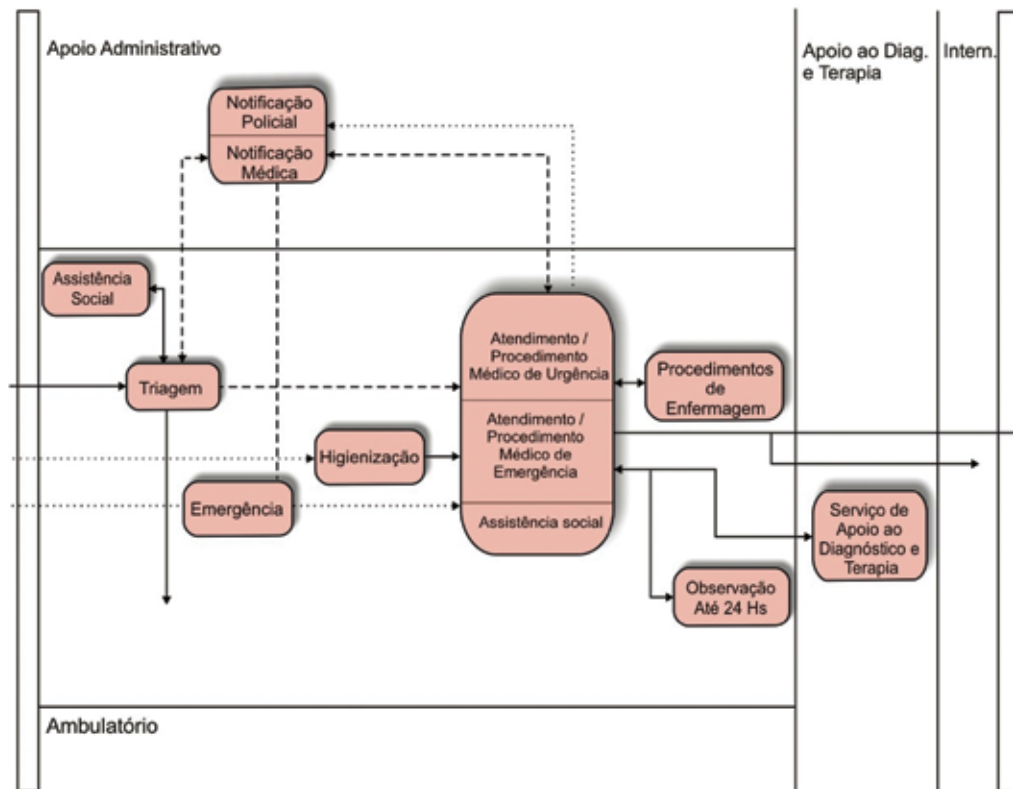 Apoio Administrativo
Apoio ao Diag.
e Terapia
Intern.
Notificação
Policial
Notificação
Médica
Assistência
Social
Triagem
Atendimento /
Procedimento
Médico de Urgência
Procedimentos
de
Enfermagem
Atendimento /
Procedimento
Médico de
Emergência
Higienização
Emergência
Assistência social
Serviço de
Apoio ao
Diagnóstico e
Terapia
Observação
Até 24 Hs
Ambulatório